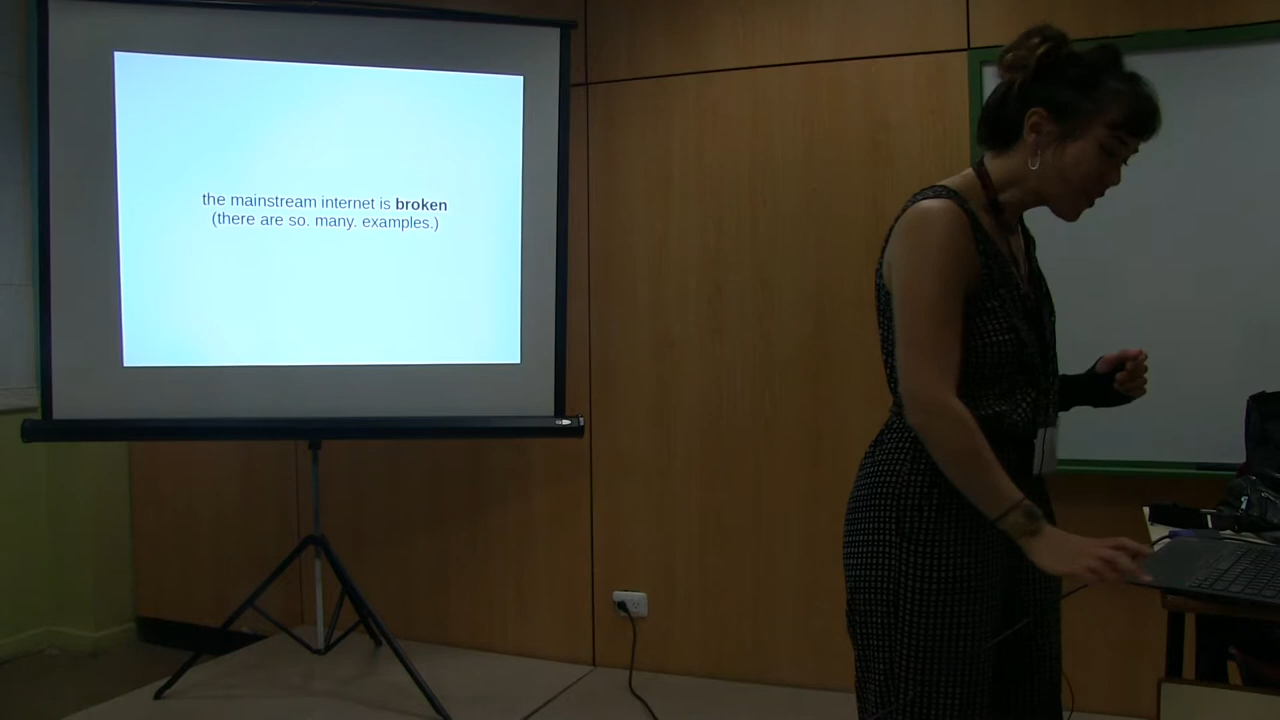 the mainstream internet is broken
(there are so. many. examples.)